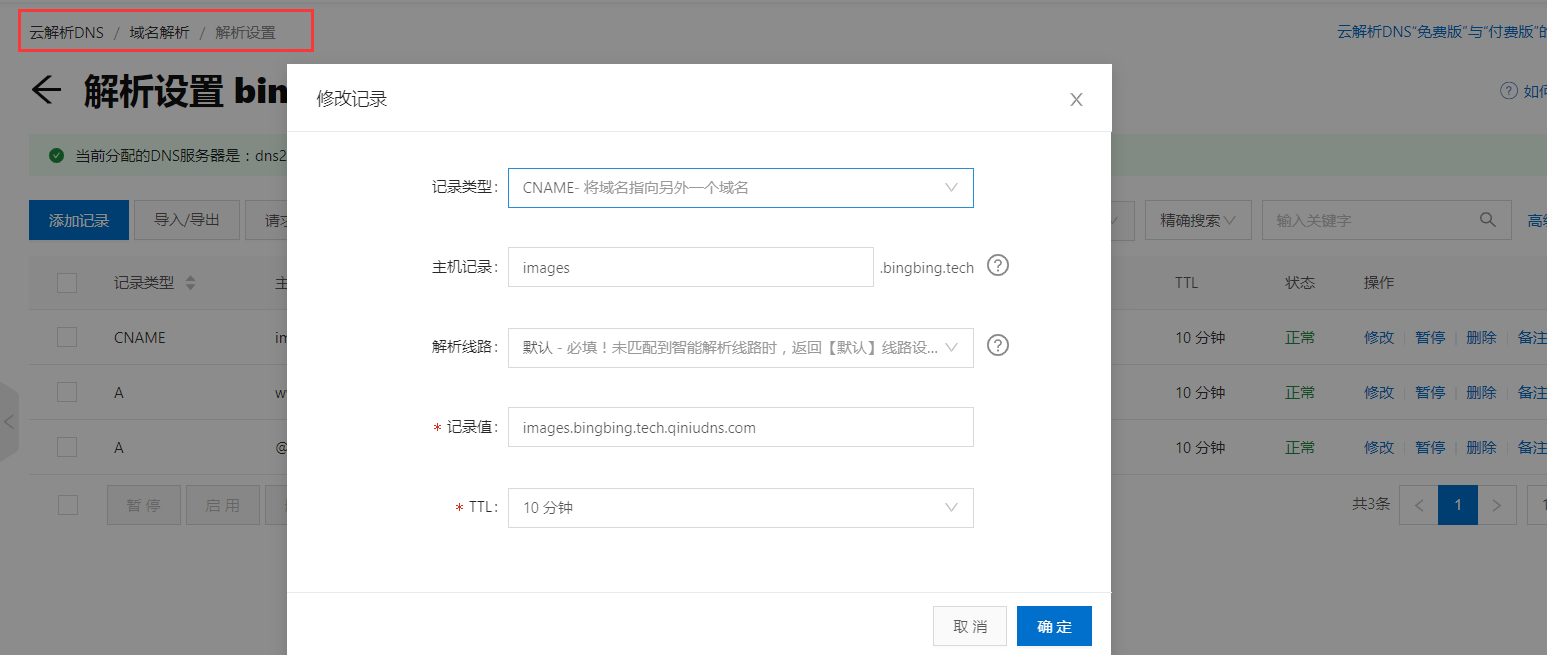 云解析DNS / 域名解析 / 解析设置
云解析DNS“免费版”与“付费版”的
解析设置 bin
如何
当前分配的DNS服务器是：dns2
添加记录 导入/导出 请求
精确搜索 输入关键字
记录类型 主
TTL 状态 操作
CNAME im
10 分钟 正常 修改 暂停 删除 备注
A w
10 分钟 正常 修改 暂停 删除 备注
A @
10 分钟 正常 修改 暂停 删除 备注
暂停 启用
共3条 < 1 >
修改记录
记录类型: CNAME- 将域名指向另外一个域名
主机记录: images .bingbing.tech
解析线路: 默认 - 必填！未匹配到智能解析线路时，返回【默认】线路设...
* 记录值: images.bingbing.tech.qiniudns.com
* TTL: 10 分钟
取消 确定